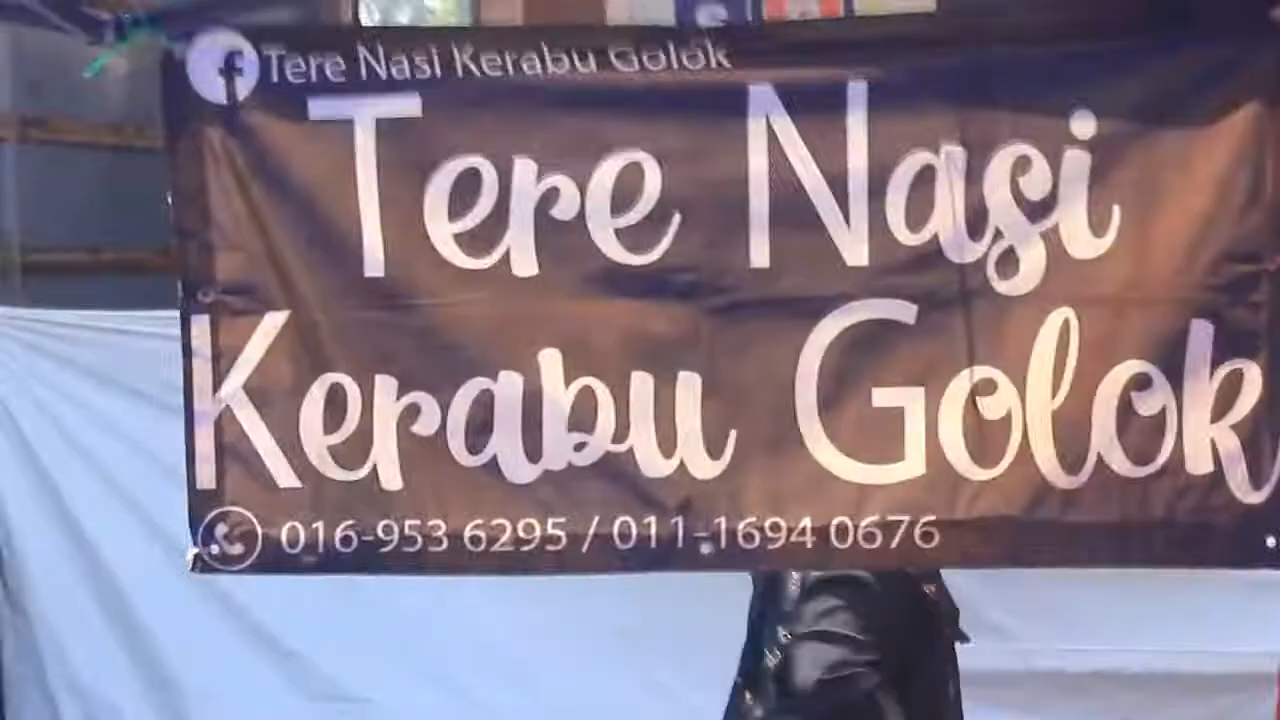 Tere Nasi Kerabu Golok
Tere Nasi
Kerabu Golok
016-953 6295 / 011-1694 0676